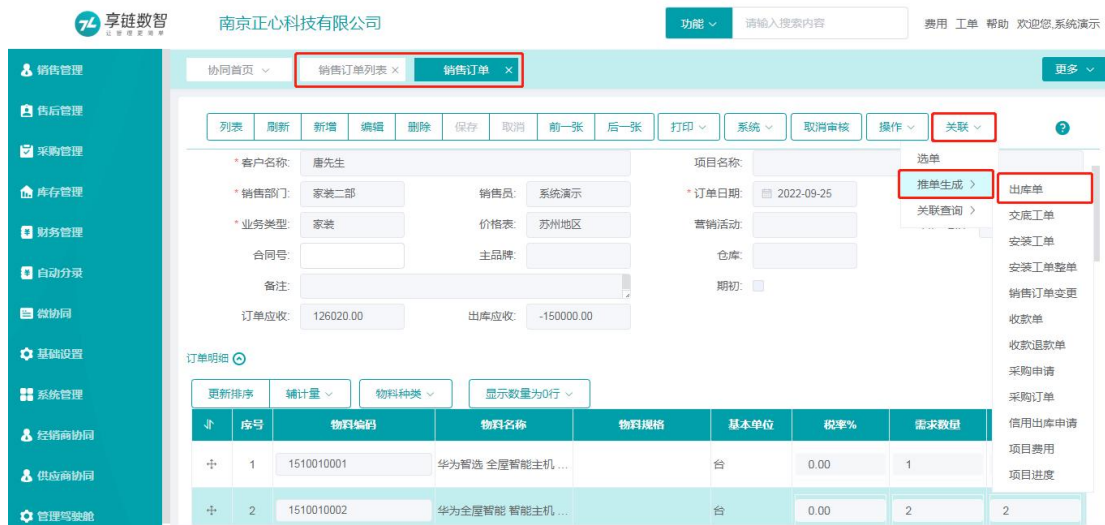 享链数智
让管理更简单
南京正心科技有限公司
功能
请输入搜索内容
费用 工单 帮助 欢迎您,系统演示
销售管理
售后管理
采购管理
库存管理
财务管理
自动分录
微协同
基础设置
系统管理
经销商协同
供应商协同
管理驾驶舱
协同首页 销售订单列表 × 销售订单 × 更多
列表 刷新 新增 编辑 删除 保存 取消 前一张 后一张 打印 系统 取消审核 操作 关联
* 客户名称: 唐先生 项目名称:
* 销售部门: 家装二部 销售员: 系统演示 * 订单日期: 2022-09-25
* 业务类型: 家装 价格表: 苏州地区 营销活动:
合同号: 主品牌: 仓库:
备注: 期初:
订单应收: 126020.00 出库应收: -150000.00
选单
推单生成 >
关联查询 >
出库单
交底工单
安装工单
安装工单整单
销售订单变更
收款单
收款退款单
采购申请
采购订单
信用出库申请
项目费用
项目进度
订单明细
更新排序 辅计量 物料种类 显示数量为0行
序号 物料编码 物料名称 物料规格 基本单位 税率% 需求数量
1 1510010001 华为智选 全屋智能主机 ... 台 0.00 1
2 1510010002 华为全屋智能 智能主机 ... 台 0.00 2 2